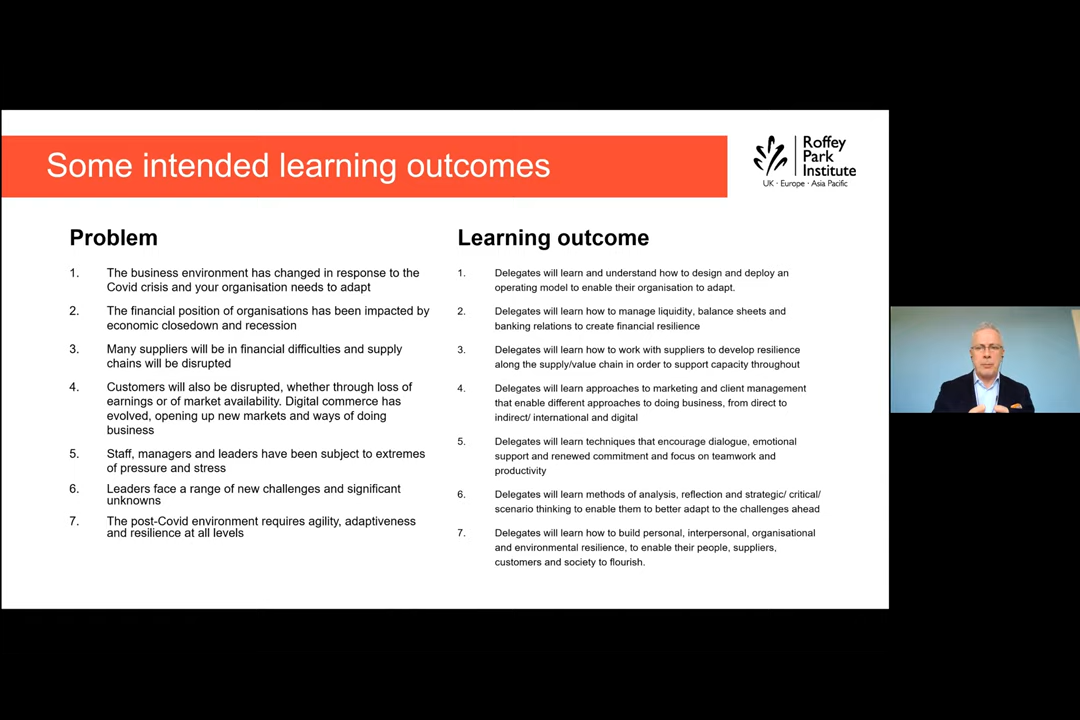 Some intended learning outcomes
Roffey
Park
Institute
UK · Europe · Asia Pacific
Problem
1. The business environment has changed in response to the
Covid crisis and your organisation needs to adapt
2. The financial position of organisations has been impacted by
economic closedown and recession
3. Many suppliers will be in financial difficulties and supply
chains will be disrupted
4. Customers will also be disrupted, whether through loss of
earnings or of market availability. Digital commerce has
evolved, opening up new markets and ways of doing
business
5. Staff, managers and leaders have been subject to extremes
of pressure and stress
6. Leaders face a range of new challenges and significant
unknowns
7. The post-Covid environment requires agility, adaptiveness
and resilience at all levels
Learning outcome
1. Delegates will learn and understand how to design and deploy an
operating model to enable their organisation to adapt.
2. Delegates will learn how to manage liquidity, balance sheets and
banking relations to create financial resilience
3. Delegates will learn how to work with suppliers to develop resilience
along the supply/value chain in order to support capacity throughout
4. Delegates will learn approaches to marketing and client management
that enable different approaches to doing business, from direct to
indirect/ international and digital
5. Delegates will learn techniques that encourage dialogue, emotional
support and renewed commitment and focus on teamwork and
productivity
6. Delegates will learn methods of analysis, reflection and strategic/ critical/
scenario thinking to enable them to better adapt to the challenges ahead
7. Delegates will learn how to build personal, interpersonal, organisational
and environmental resilience, to enable their people, suppliers,
customers and society to flourish.